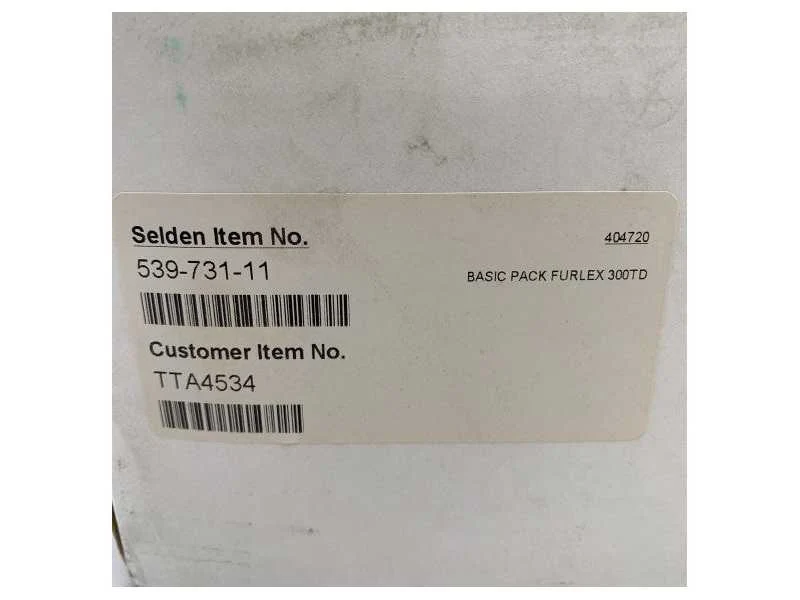 Selden Item No.
404720
539-731-11
BASIC PACK FURLEX 300TD
Customer Item No.
TTA4534